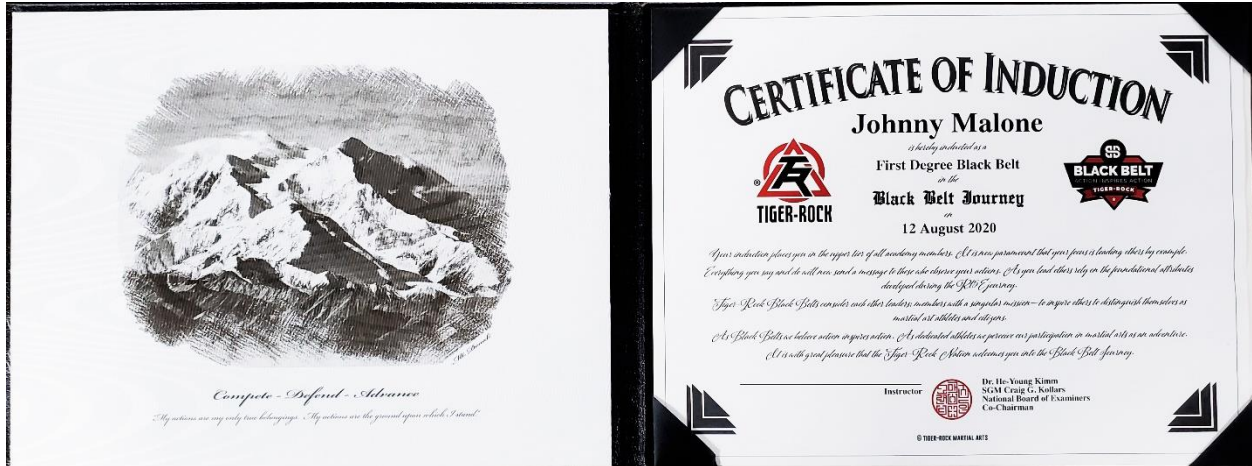 Mt. Denali
Compete - Defend - Advance
"My actions are my only true belongings. My actions are the ground upon which I stand"
CERTIFICATE OF INDUCTION
Johnny Malone
is hereby inducted as a
First Degree Black Belt
in the
Black Belt Journey
on
12 August 2020
TR
® TIGER-ROCK
BB
BLACK BELT
ACTION INSPIRES ACTION
TIGER-ROCK
Your induction places you in the upper tier of all academy members. It is now paramount that your focus is leading others by example.
Everything you say and do will now send a message to those who observe your actions. As you lead others rely on the foundational attributes
developed during the journey.
Tiger-Rock Black Belts consider each other leaders; members with a singular mission – to inspire others to distinguish themselves as
martial art athletes and citizens.
As Black Belts we believe action inspires action. As dedicated athletes we perceive our participation in martial arts as an adventure.
It is with great pleasure that the Tiger-Rock Nation welcomes you into the Black Belt Journey.
Instructor
Dr. He-Young Kimm
SGM Craig G. Kollars
National Board of Examiners
Co-Chairman
© TIGER-ROCK MARTIAL ARTS